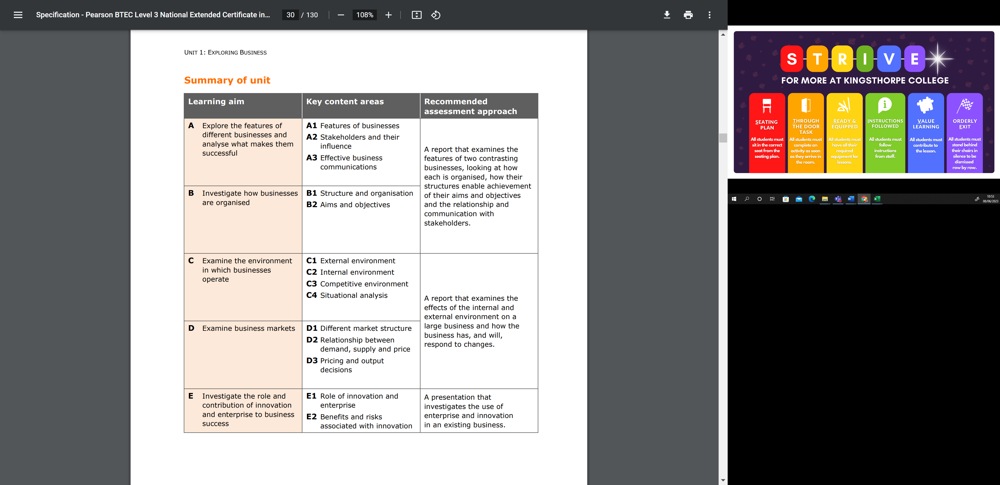 Specification - Pearson BTEC Level 3 National Extended Certificate in...
30 / 130
108%
UNIT 1: EXPLORING BUSINESS
Summary of unit
Learning aim
Key content areas
Recommended
assessment approach
A Explore the features of
different businesses and
analyse what makes them
successful
A1 Features of businesses
A2 Stakeholders and their
influence
A3 Effective business
communications
A report that examines the
features of two contrasting
businesses, looking at how
each is organised, how their
structures enable achievement
of their aims and objectives
and the relationship and
communication with
stakeholders.
B Investigate how businesses
are organised
B1 Structure and organisation
B2 Aims and objectives
C Examine the environment
in which businesses
operate
C1 External environment
C2 Internal environment
C3 Competitive environment
C4 Situational analysis
A report that examines the
effects of the internal and
external environment on a
large business and how the
business has, and will,
respond to changes.
D Examine business markets
D1 Different market structure
D2 Relationship between
demand, supply and price
D3 Pricing and output
decisions
E Investigate the role and
contribution of innovation
and enterprise to business
success
E1 Role of innovation and
enterprise
E2 Benefits and risks
associated with innovation
A presentation that
investigates the use of
enterprise and innovation
in an existing business.
STRIVE
FOR MORE AT KINGSTHORPE COLLEGE
SEATING
PLAN
All students must
sit in the correct
seat from the
seating plan.
THROUGH
THE DOOR
TASK
All students must
complete an
activity as soon
as they arrive in
the room.
READY &
EQUIPPED
All students must
have all their
required
equipment for
lessons.
INSTRUCTIONS
FOLLOWED
All students must
follow
instructions
from staff.
VALUE
LEARNING
All students must
contribute to
the lesson.
ORDERLY
EXIT
All students must
stand behind
their chairs in
silence to be
dismissed
row by row.
10:53
08/06/2023